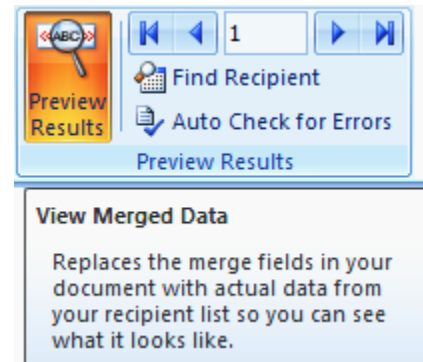 «ABC»
1
Find Recipient
Preview
Results
Auto Check for Errors
Preview Results
View Merged Data
Replaces the merge fields in your
document with actual data from
your recipient list so you can see
what it looks like.